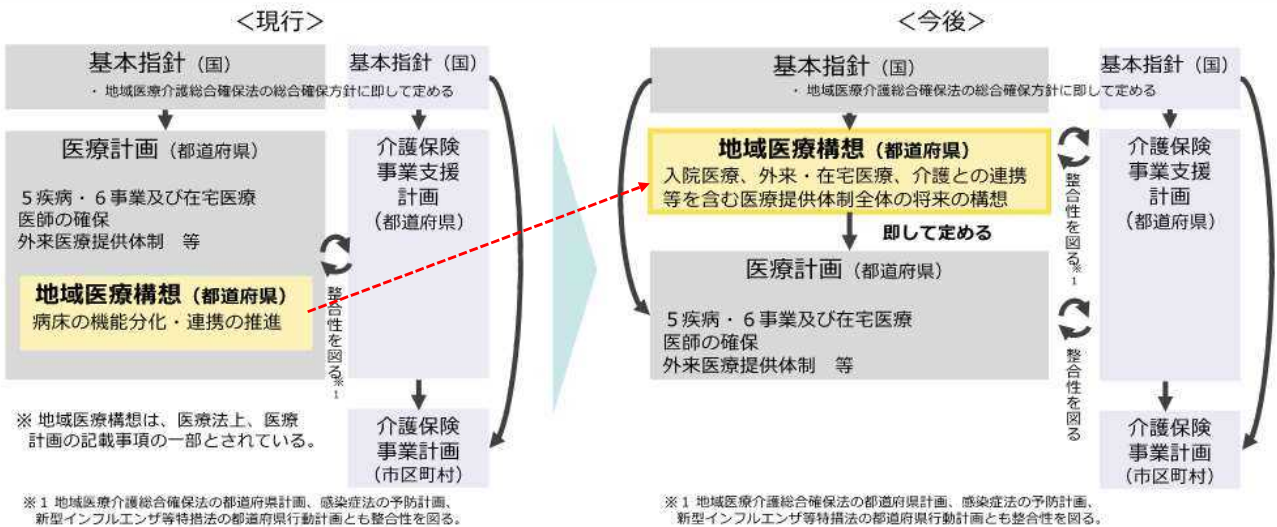 ＜現行＞
基本指針（国）
・ 地域医療介護総合確保法の総合確保方針に即して定める
基本指針（国）
医療計画（都道府県）
５疾病・６事業及び在宅医療
医師の確保
外来医療提供体制　等
地域医療構想（都道府県）
病床の機能分化・連携の推進
整合性を図る※1
介護保険
事業支援
計画
（都道府県）
※ 地域医療構想は、医療法上、医療
計画の記載事項の一部とされている。
介護保険
事業計画
（市区町村）
※１ 地域医療介護総合確保法の都道府県計画、感染症法の予防計画、
新型インフルエンザ等特措法の都道府県行動計画とも整合性を図る。
＜今後＞
基本指針（国）
・ 地域医療介護総合確保法の総合確保方針に即して定める
基本指針（国）
地域医療構想（都道府県）
入院医療、外来・在宅医療、介護との連携
等を含む医療提供体制全体の将来の構想
即して定める
整合性を図る※1
介護保険
事業支援
計画
（都道府県）
医療計画（都道府県）
５疾病・６事業及び在宅医療
医師の確保
外来医療提供体制　等
整合性を図る
介護保険
事業計画
（市区町村）
※１ 地域医療介護総合確保法の都道府県計画、感染症法の予防計画、
新型インフルエンザ等特措法の都道府県行動計画とも整合性を図る。